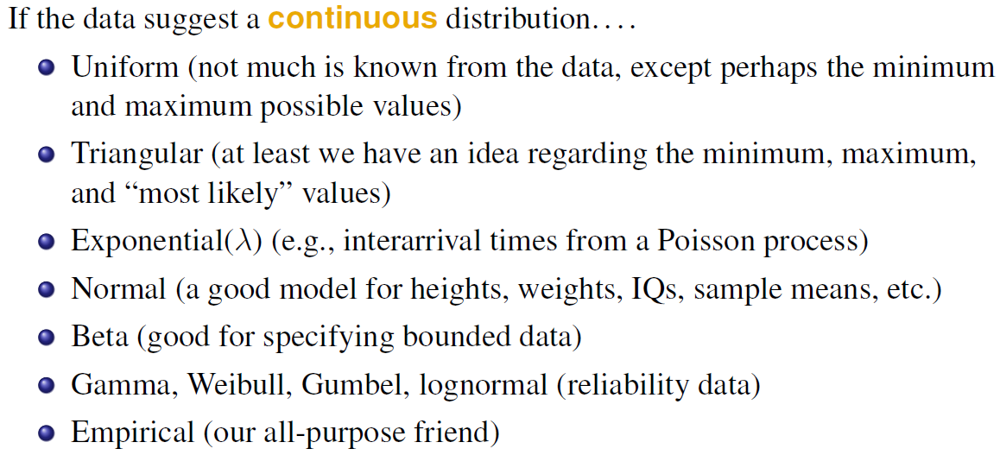 If the data suggest a continuous distribution....
Uniform (not much is known from the data, except perhaps the minimum
and maximum possible values)
Triangular (at least we have an idea regarding the minimum, maximum,
and “most likely” values)
Exponential(λ) (e.g., interarrival times from a Poisson process)
Normal (a good model for heights, weights, IQs, sample means, etc.)
Beta (good for specifying bounded data)
Gamma, Weibull, Gumbel, lognormal (reliability data)
Empirical (our all-purpose friend)